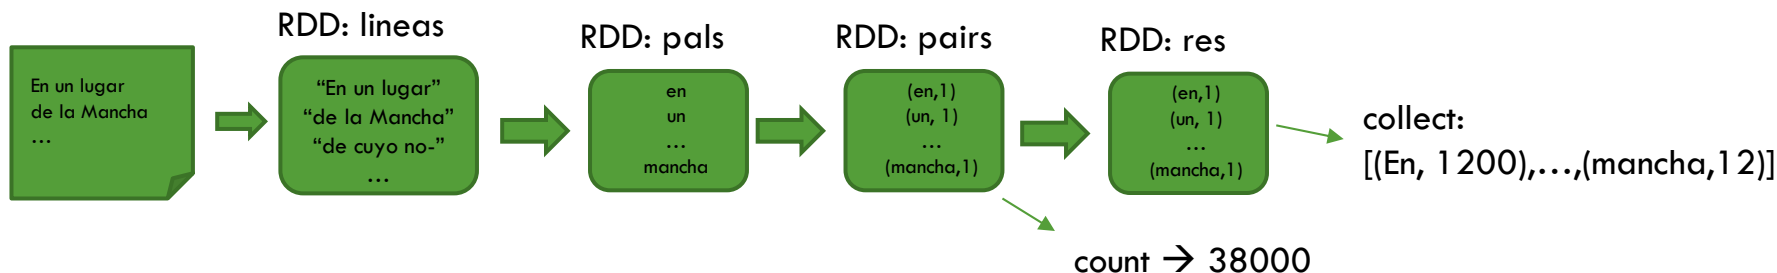 En un lugar
de la Mancha
…
RDD: lineas
“En un lugar”
“de la Mancha”
“de cuyo no-”
…
RDD: pals
en
un
…
mancha
RDD: pairs
(en,1)
(un, 1)
…
(mancha,1)
RDD: res
(en,1)
(un, 1)
…
(mancha,1)
collect:
[(En, 1200),…,(mancha,12)]
count → 38000